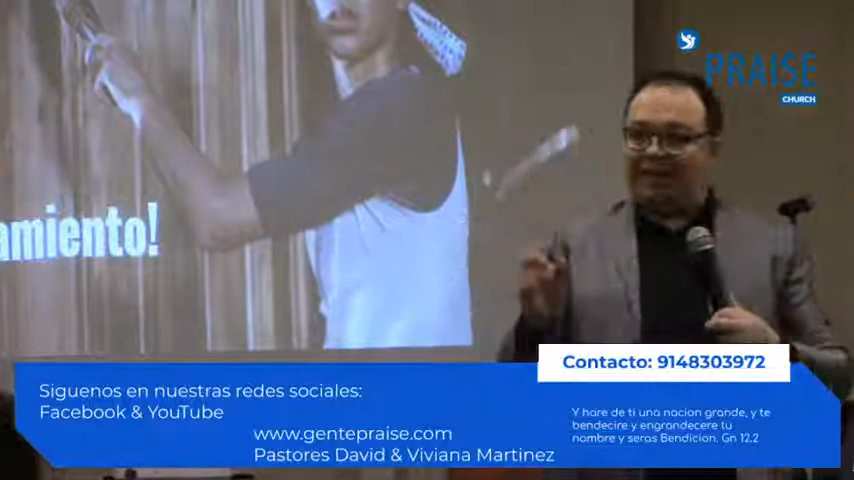 PRAISE
CHURCH
amiento!
Contacto: 9148303972
Siguenos en nuestras redes sociales:
Facebook & YouTube
www.gentepraise.com
Pastores David & Viviana Martinez
Y hare de ti una nacion grande, y te
bendecire y engrandecere tu
nombre y seras Bendicion. Gn 12.2